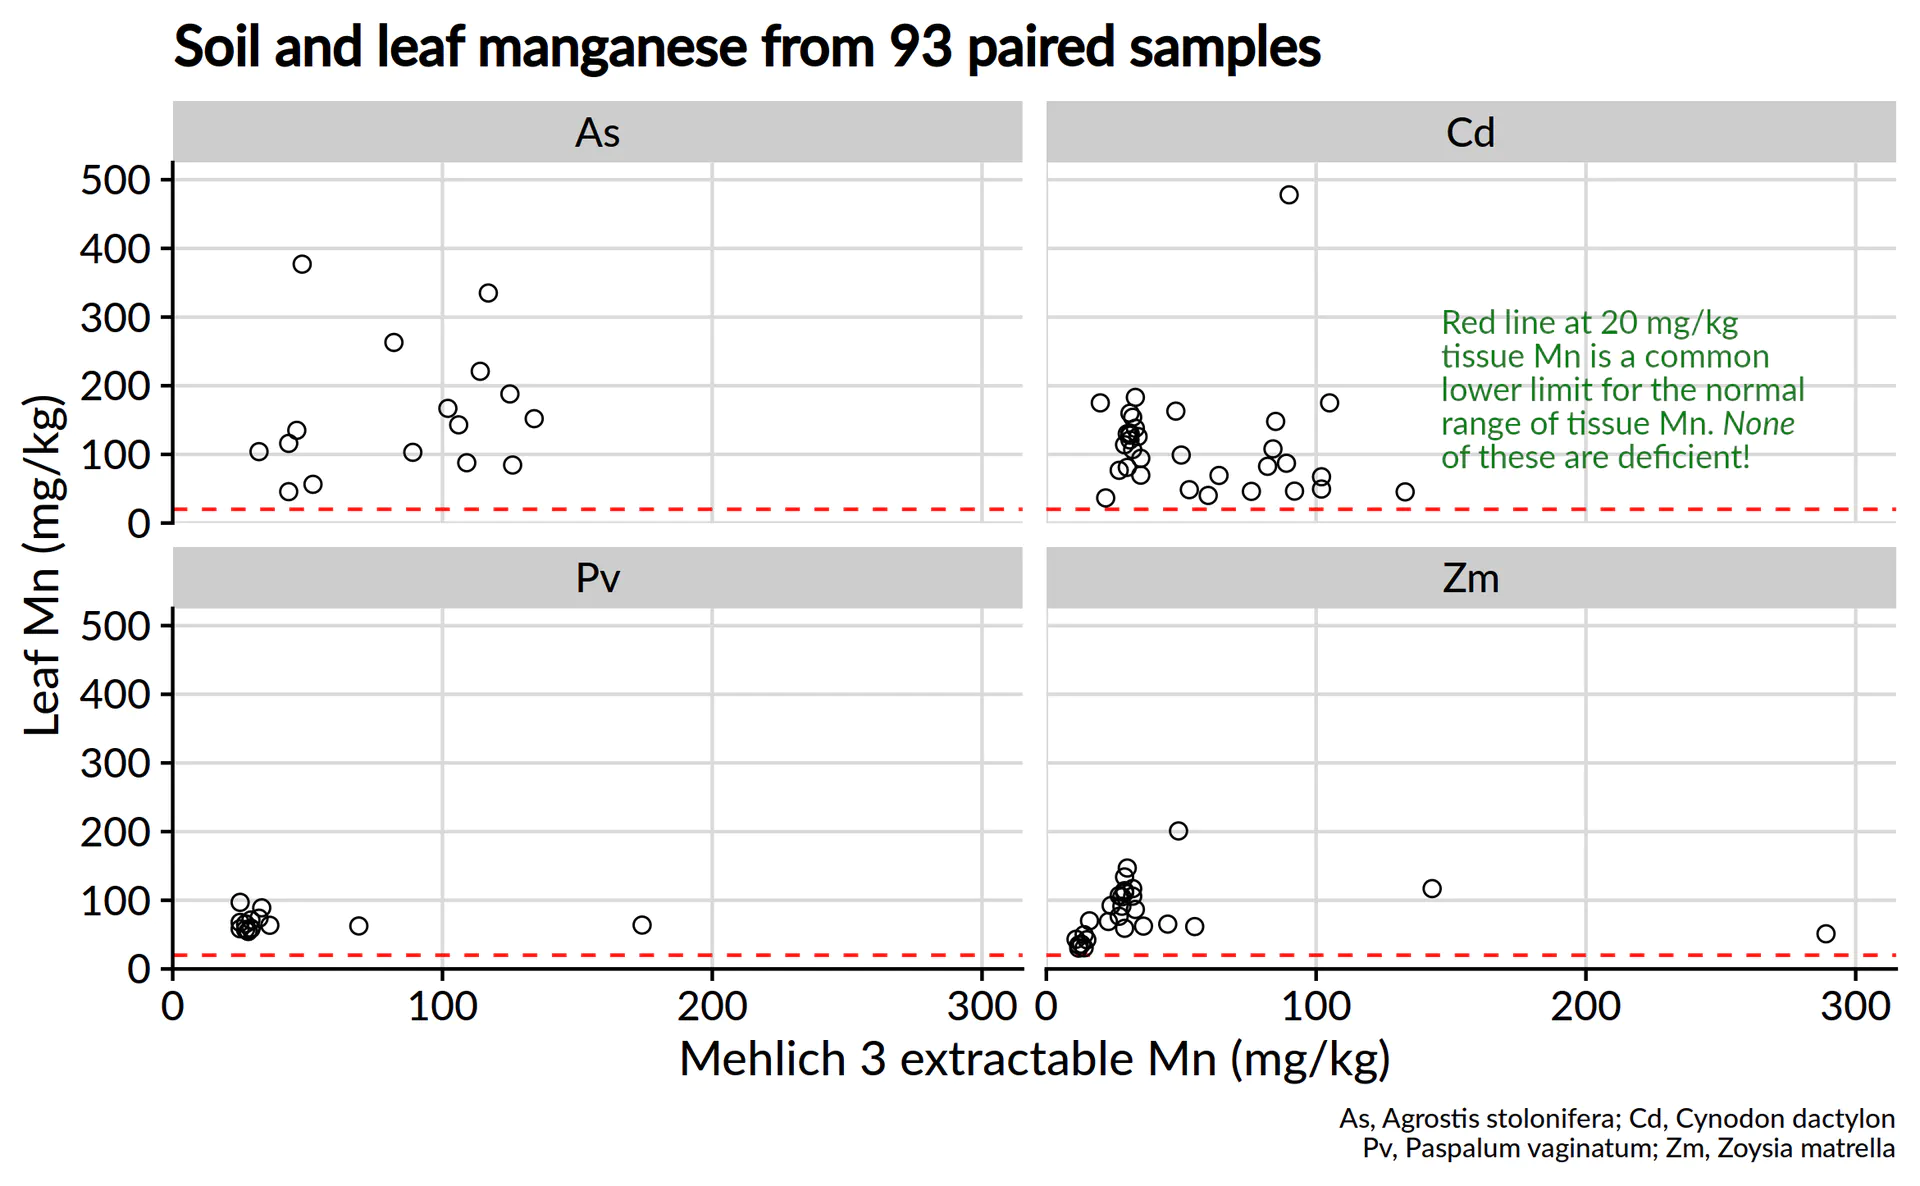 Soil and leaf manganese from 93 paired samples
As
Cd
500
400
300
200
100
0
Red line at 20 mg/kg
tissue Mn is a common
lower limit for the normal
range of tissue Mn. None
of these are deficient!
Pv
Zm
500
400
300
200
100
0
0 100 200 300 0 100 200 300
Leaf Mn (mg/kg)
Mehlich 3 extractable Mn (mg/kg)
As, Agrostis stolonifera; Cd, Cynodon dactylon
Pv, Paspalum vaginatum; Zm, Zoysia matrella